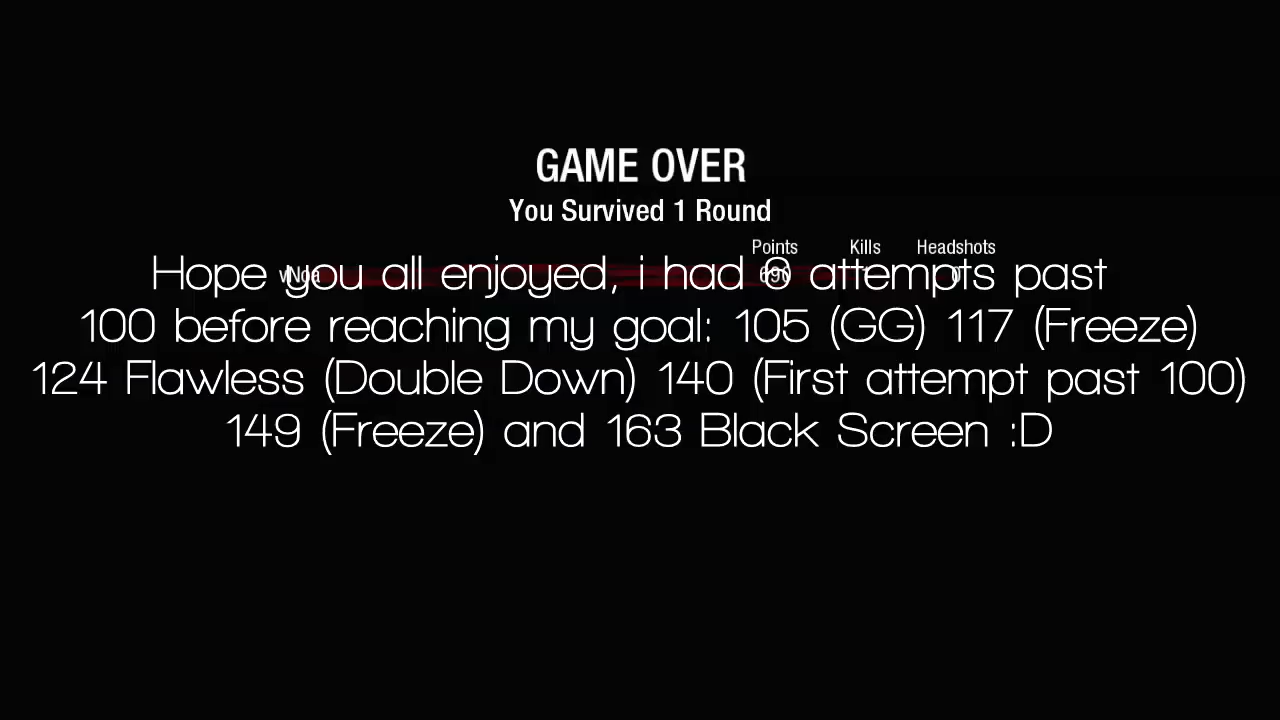 GAME OVER
You Survived 1 Round
Points Kills Headshots
Hope you all enjoyed, i had 6 attempts past
100 before reaching my goal: 105 (GG) 117 (Freeze)
124 Flawless (Double Down) 140 (First attempt past 100)
149 (Freeze) and 163 Black Screen :D